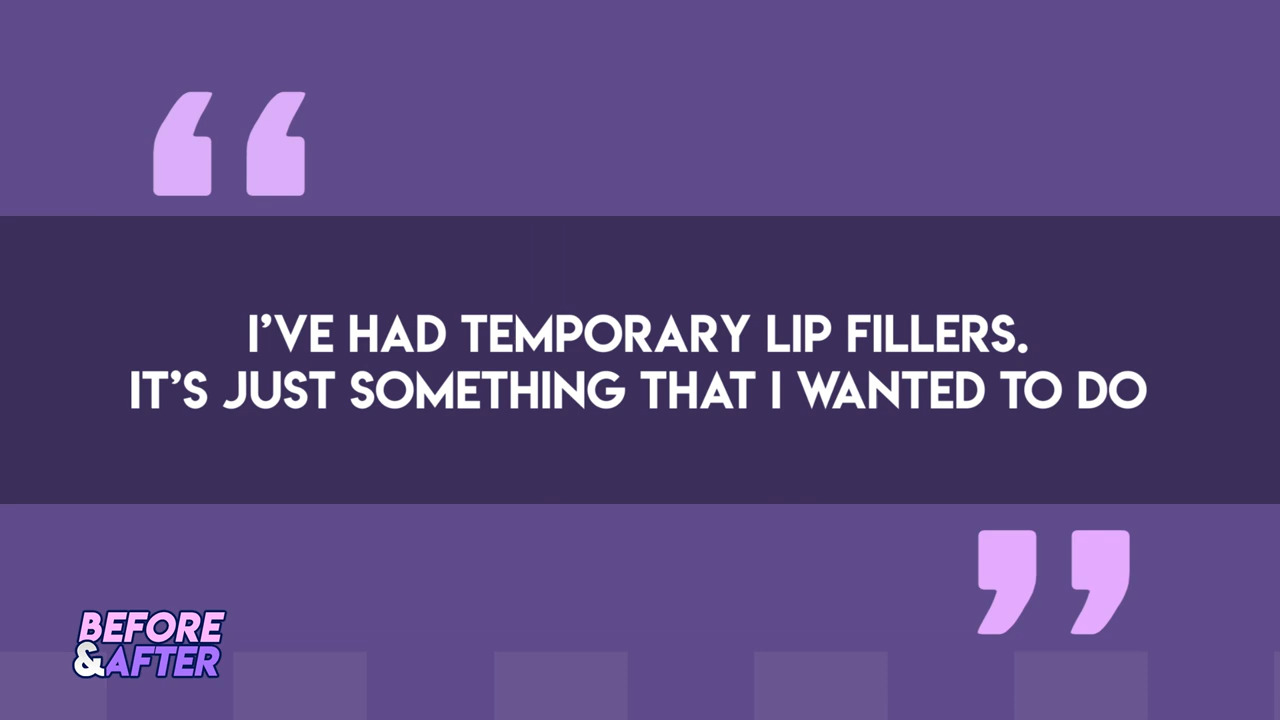 “
I’VE HAD TEMPORARY LIP FILLERS.
IT’S JUST SOMETHING THAT I WANTED TO DO
”
BEFORE
&AFTER